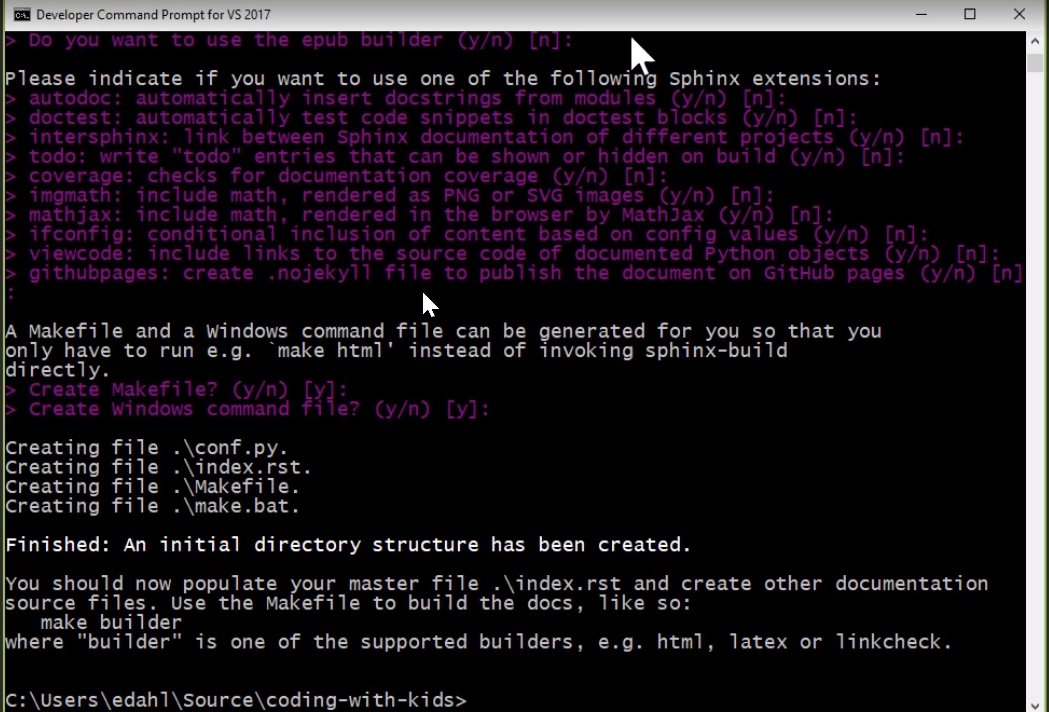 Developer Command Prompt for VS 2017
> Do you want to use the epub builder (y/n) [n]:
Please indicate if you want to use one of the following Sphinx extensions:
> autodoc: automatically insert docstrings from modules (y/n) [n]:
> doctest: automatically test code snippets in doctest blocks (y/n) [n]:
> intersphinx: link between Sphinx documentation of different projects (y/n) [n]:
> todo: write "todo" entries that can be shown or hidden on build (y/n) [n]:
> coverage: checks for documentation coverage (y/n) [n]:
> imgmath: include math, rendered as PNG or SVG images (y/n) [n]:
> mathjax: include math, rendered in the browser by MathJax (y/n) [n]:
> ifconfig: conditional inclusion of content based on config values (y/n) [n]:
> viewcode: include links to the source code of documented Python objects (y/n) [n]:
> githubpages: create .nojekyll file to publish the document on GitHub pages (y/n) [n]
:
A Makefile and a Windows command file can be generated for you so that you
only have to run e.g. `make html' instead of invoking sphinx-build
directly.
> Create Makefile? (y/n) [y]:
> Create Windows command file? (y/n) [y]:
Creating file .\conf.py.
Creating file .\index.rst.
Creating file .\Makefile.
Creating file .\make.bat.
Finished: An initial directory structure has been created.
You should now populate your master file .\index.rst and create other documentation
source files. Use the Makefile to build the docs, like so:
make builder
where "builder" is one of the supported builders, e.g. html, latex or linkcheck.
C:\Users\edahl\Source\coding-with-kids>